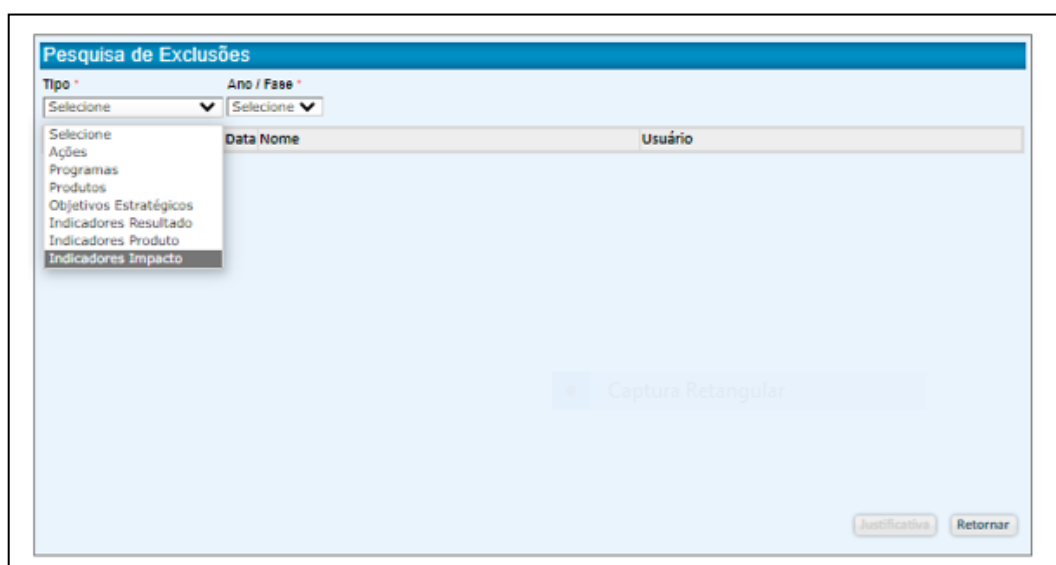 Pesquisa de Exclusões
Tipo * Ano / Fase *
Selecione Selecione
Selecione
Data Nome Usuário
Ações
Programas
Produtos
Objetivos Estratégicos
Indicadores Resultado
Indicadores Produto
Indicadores Impacto
Captura Retangular
Justificativa Retornar